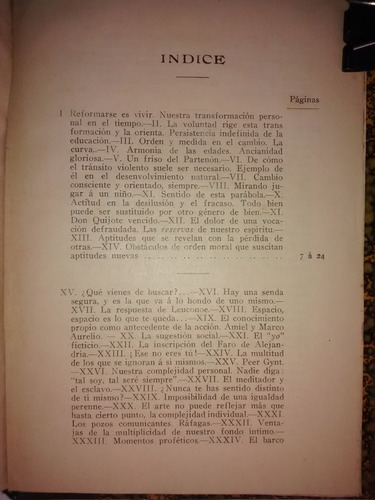 INDICE
Páginas
I Reformarse es vivir. Nuestra transformación perso-
nal en el tiempo.—II. La voluntad rige esta trans
formación y la orienta. Persistencia indefinida de la
educación.—III. Orden y medida en el cambio. La
curva..—IV. Armonia de las edades. Ancianidad
gloriosa.—V. Un friso del Partenón.—VI. De cómo
el tránsito violento suele ser necesario. Ejemplo de
él en el desenvolvimiento natural.—VII. Cambio
consciente y orientado, siempre.—VIII. Mirando ju-
gar á un niño.—IX. Sentido de esta parábola.—X.
Actitud en la desilusión y el fracaso. Todo bien
puede ser sustituído por otro género de bien.—XI.
Don Quijote vencido.—XII. El dolor de una voca-
ción defraudada. Las reservas de nuestro espíritu.—
XIII. Aptitudes que se revelan con la pérdida de
otras.—XIV. Obstáculos de orden moral que suscitan
aptitudes nuevas 7 à 24
XV. ¿Qué vienes de buscar?...—XVI. Hay una senda
segura, y es la que va á lo hondo de uno mismo.—
XVII. La respuesta de Leuconoe.—XVIII. Espacio,
espacio es lo que te queda...—XIX. El conocimiento
propio como antecedente de la acción. Amiel y Marco
Aurelio. — XX. La sugestión social.—XXI. El "yo"
ficticio.—XXII. La inscripción del Faro de Alejan-
dria.—XXIII. ¡Ese no eres tú!—XXIV. La multitud
de los que se ignoran á si mismos.—XXV. Peer Gynt.
—XXVI. Nuestra complejidad personal. Nadie diga:
"tal soy, tal seré siempre".—XXVII. El meditador y
el esclavo.—XXVIII. ¿Nunca te has sentido distinto
de ti mismo?—XXIX. Imposibilidad de una igualdad
perenne.—XXX. El arte no puede reflejar más que
hasta cierto punto, la complejidad individual.—XXXI.
Los pozos comunicantes. Ráfagas.—XXXII. Venta-
jas de la multiplicidad de nuestro fondo íntimo.—
XXXIII. Momentos proféticos.—XXXIV. El barco